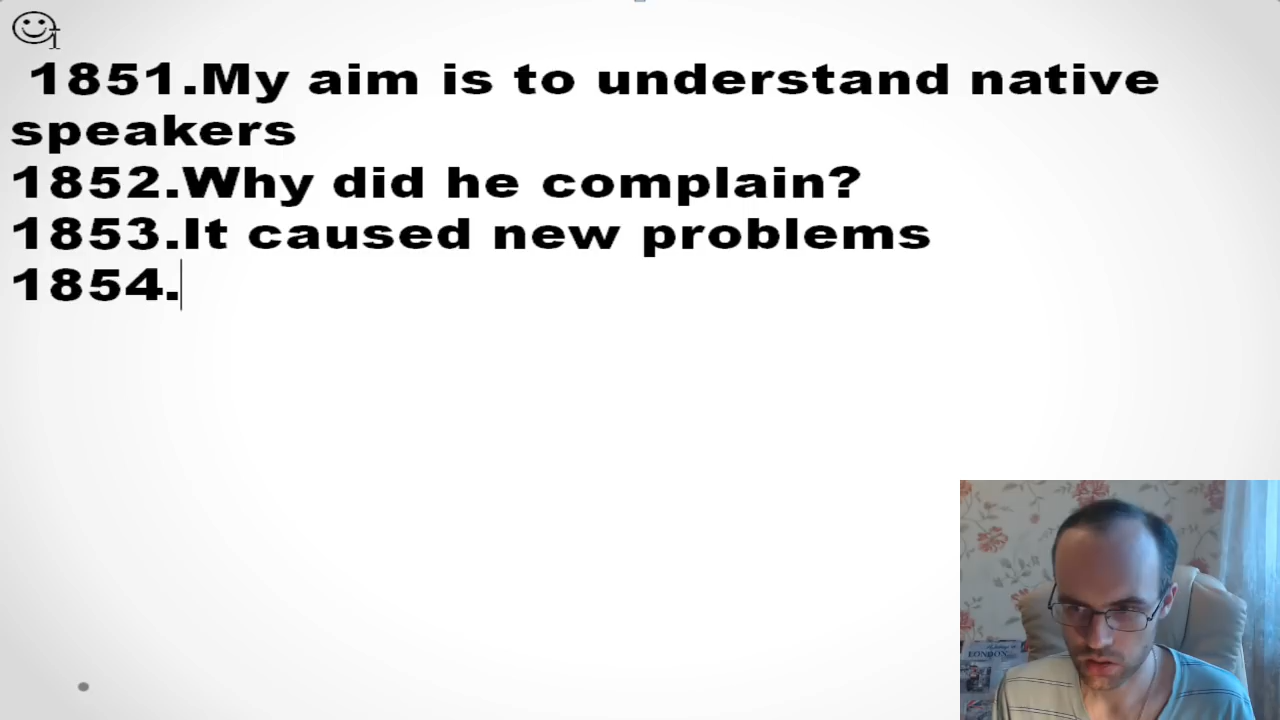 1851.My aim is to understand native
speakers
1852.Why did he complain?
1853.It caused new problems
1854.
LONDON